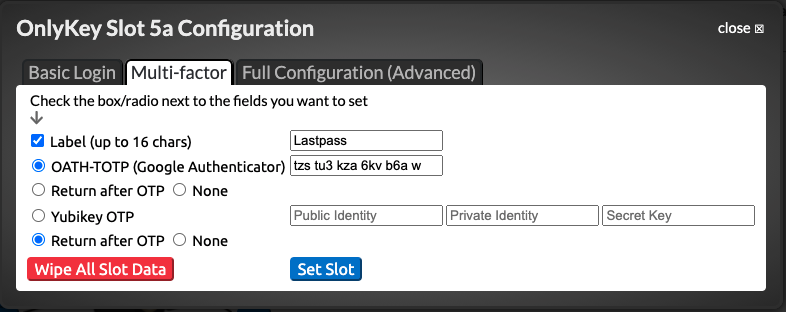 OnlyKey Slot 5a Configuration
close ☒
Basic Login Multi-factor Full Configuration (Advanced)
Check the box/radio next to the fields you want to set
↓
Label (up to 16 chars) Lastpass
OATH-TOTP (Google Authenticator) tzs tu3 kza 6kv b6a w
Return after OTP None
Yubikey OTP Public Identity Private Identity Secret Key
Return after OTP None
Wipe All Slot Data Set Slot